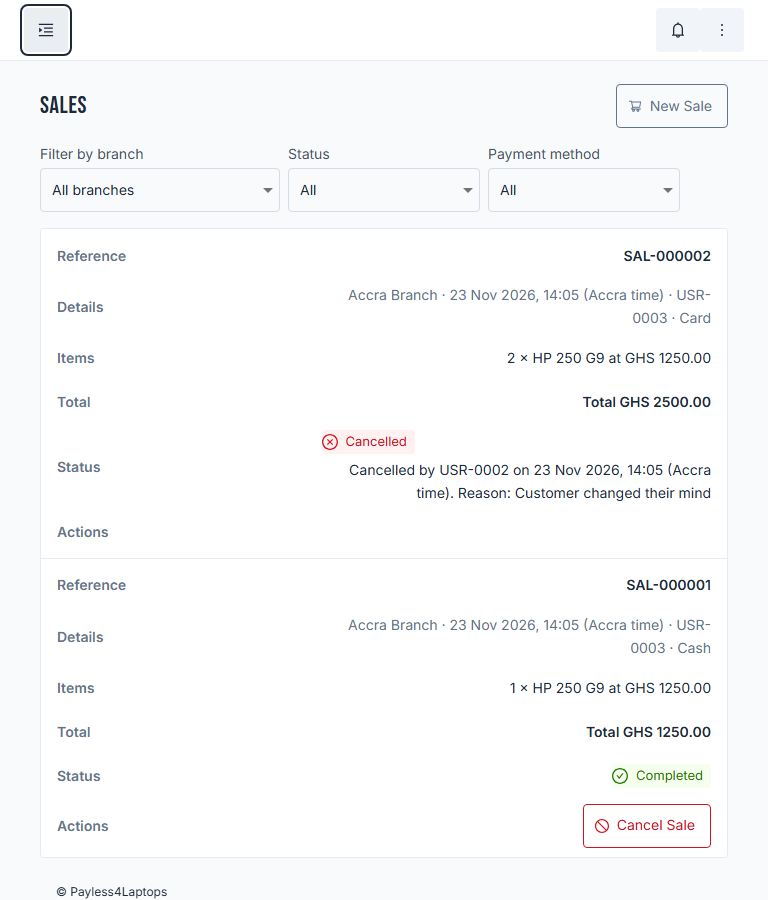 SALES
New Sale
Filter by branch
Status
Payment method
All branches
All
All
Reference
SAL-000002
Details
Accra Branch · 23 Nov 2026, 14:05 (Accra time) · USR-
0003 · Card
Items
2 × HP 250 G9 at GHS 1250.00
Total
Total GHS 2500.00
Status
Cancelled
Cancelled by USR-0002 on 23 Nov 2026, 14:05 (Accra
time). Reason: Customer changed their mind
Actions
Reference
SAL-000001
Details
Accra Branch · 23 Nov 2026, 14:05 (Accra time) · USR-
0003 · Cash
Items
1 × HP 250 G9 at GHS 1250.00
Total
Total GHS 1250.00
Status
Completed
Actions
Cancel Sale
© Payless4Laptops